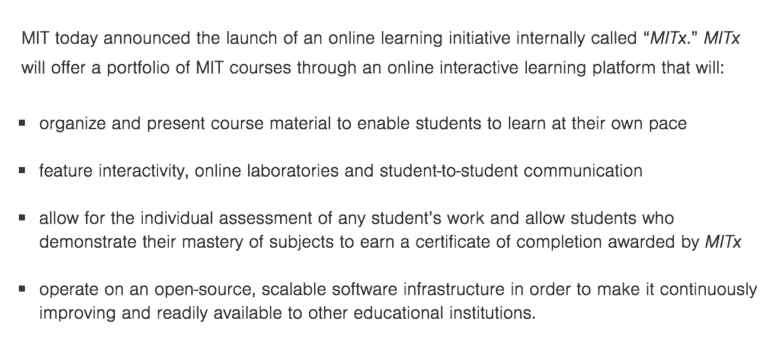 MIT today announced the launch of an online learning initiative internally called “MITx.” MITx
will offer a portfolio of MIT courses through an online interactive learning platform that will:
▪ organize and present course material to enable students to learn at their own pace
▪ feature interactivity, online laboratories and student-to-student communication
▪ allow for the individual assessment of any student’s work and allow students who
demonstrate their mastery of subjects to earn a certificate of completion awarded by MITx
▪ operate on an open-source, scalable software infrastructure in order to make it continuously
improving and readily available to other educational institutions.